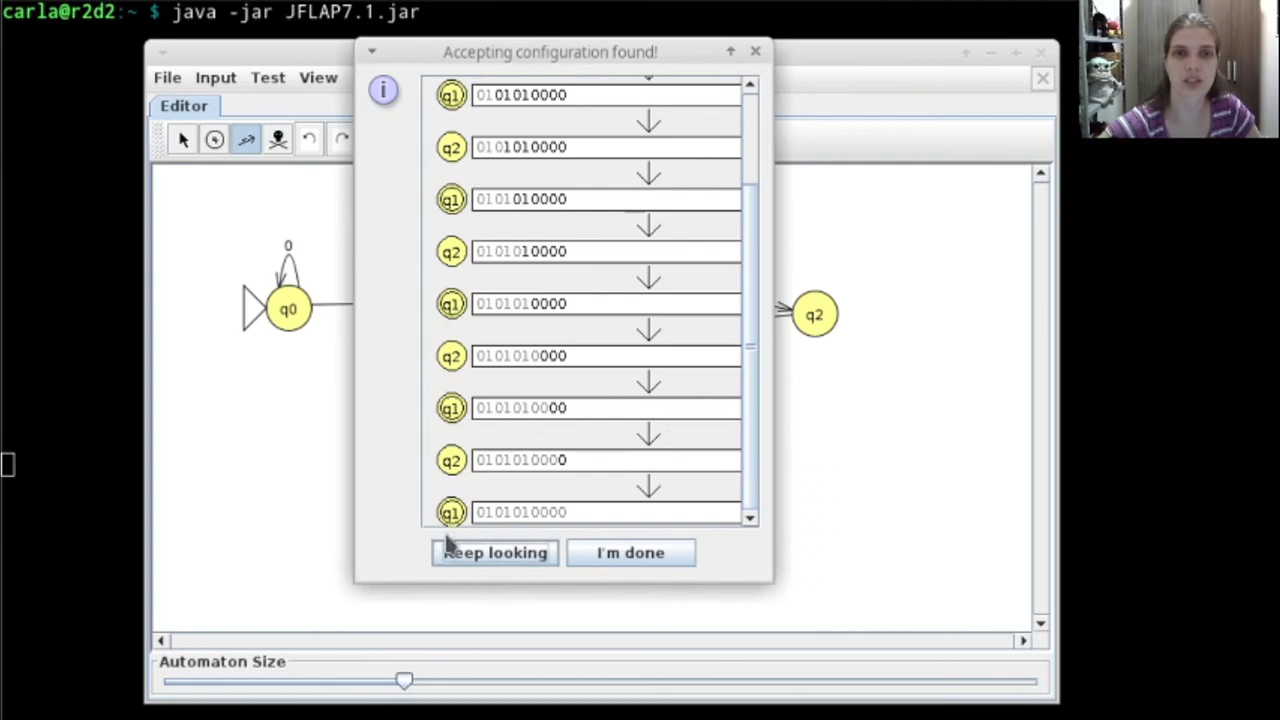 carla@r2d2:~ $ java -jar JFLAP7.1.jar
Accepting configuration found!
File Input Test View
Editor
i
q1 0101010000
q2 0101010000
q1 0101010000
q2 0101010000
q1 0101010000
q2 0101010000
q1 0101010000
q2 0101010000
q1 0101010000
0
q0
q2
Keep looking
I'm done
Automaton Size